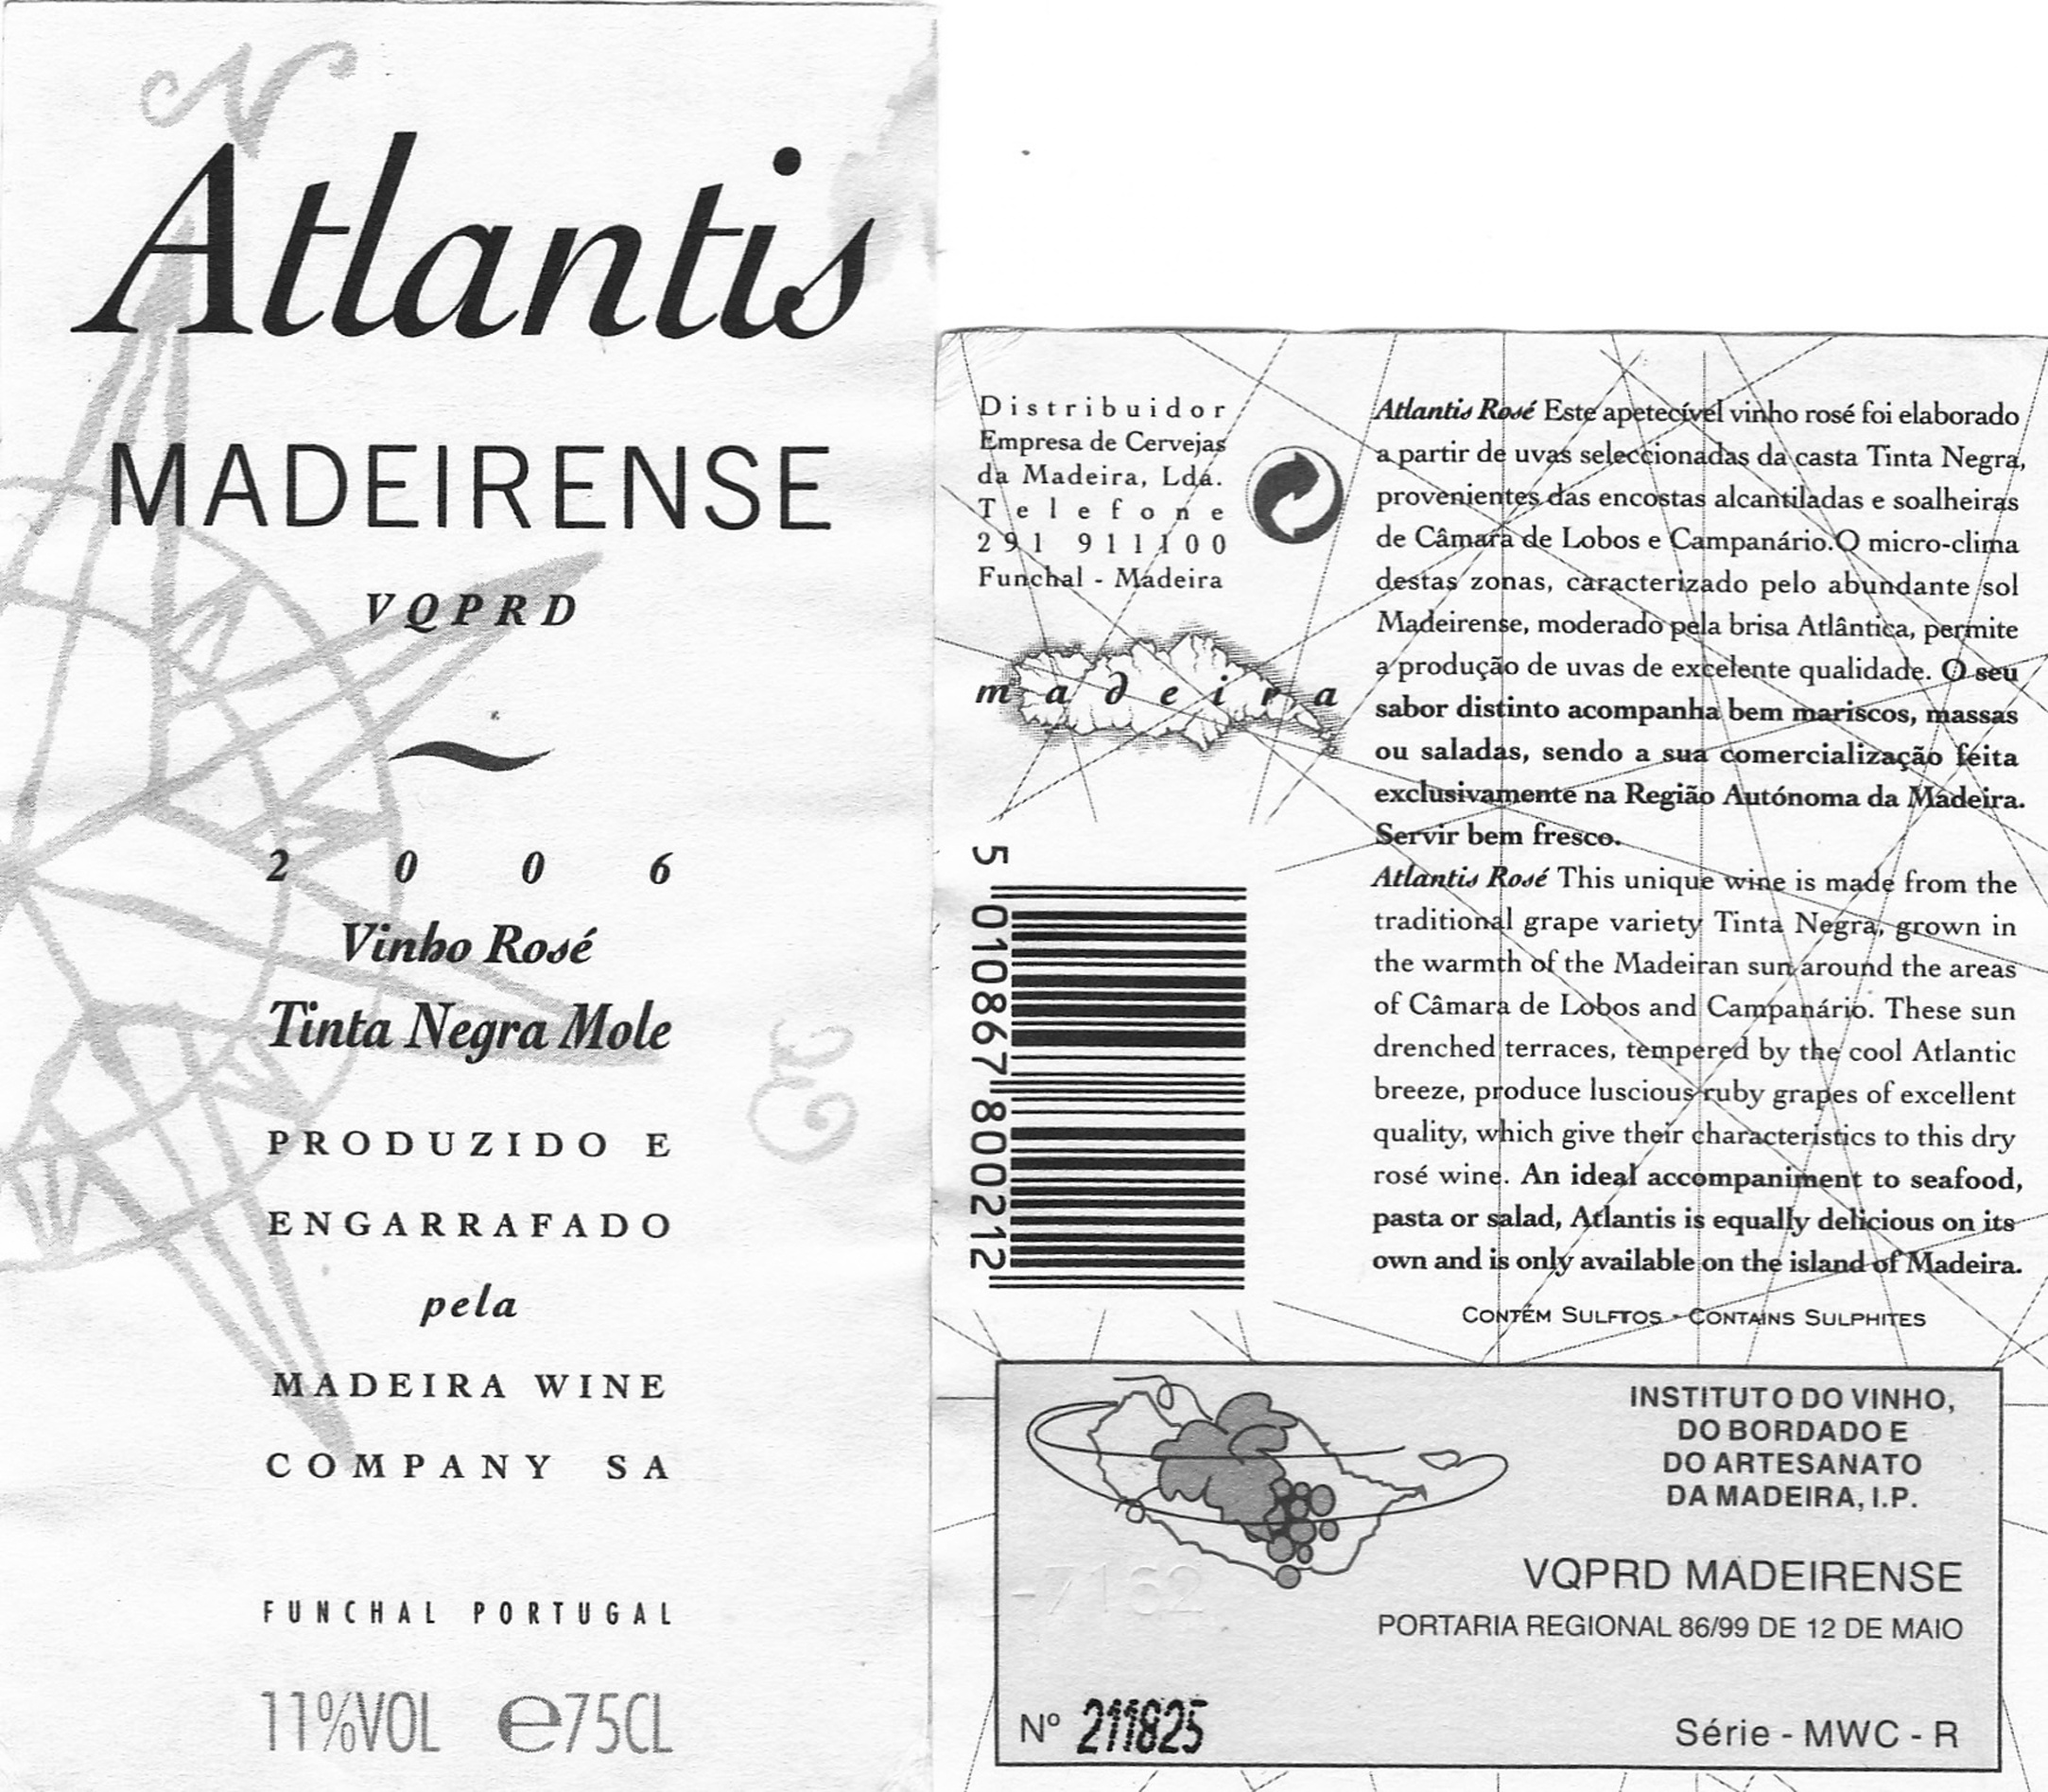 N
Atlantis
MADEIRENSE
VQPRD
2006
Vinho Rosé
Tinta Negra Mole
E
PRODUZIDO E
ENGARRAFADO
pela
MADEIRA WINE
COMPANY SA
FUNCHAL PORTUGAL
11%VOL e75CL
Distribuidor
Empresa de Cervejas
da Madeira, Lda.
Telefone
291 911100
Funchal - Madeira
madeira
5 010867 800212
Atlantis Rosé Este apetecível vinho rosé foi elaborado
a partir de uvas seleccionadas da casta Tinta Negra,
provenientes das encostas alcantiladas e soalheiras
de Câmara de Lobos e Campanário.O micro-clima
destas zonas, caracterizado pelo abundante sol
Madeirense, moderado pela brisa Atlântica, permite
a produção de uvas de excelente qualidade. O seu
sabor distinto acompanha bem mariscos, massas
ou saladas, sendo a sua comercialização feita
exclusivamente na Região Autónoma da Madeira.
Servir bem fresco.
Atlantis Rosé This unique wine is made from the
traditional grape variety Tinta Negra, grown in
the warmth of the Madeiran sun around the areas
of Câmara de Lobos and Campanário. These sun
drenched terraces, tempered by the cool Atlantic
breeze, produce luscious ruby grapes of excellent
quality, which give their characteristics to this dry
rosé wine. An ideal accompaniment to seafood,
pasta or salad, Atlantis is equally delicious on its
own and is only available on the island of Madeira.
CONTÉM SULFTOS - CONTAINS SULPHITES
INSTITUTO DO VINHO,
DO BORDADO E
DO ARTESANATO
DA MADEIRA, I.P.
-7162
VQPRD MADEIRENSE
PORTARIA REGIONAL 86/99 DE 12 DE MAIO
Nº 211825
Série - MWC - R